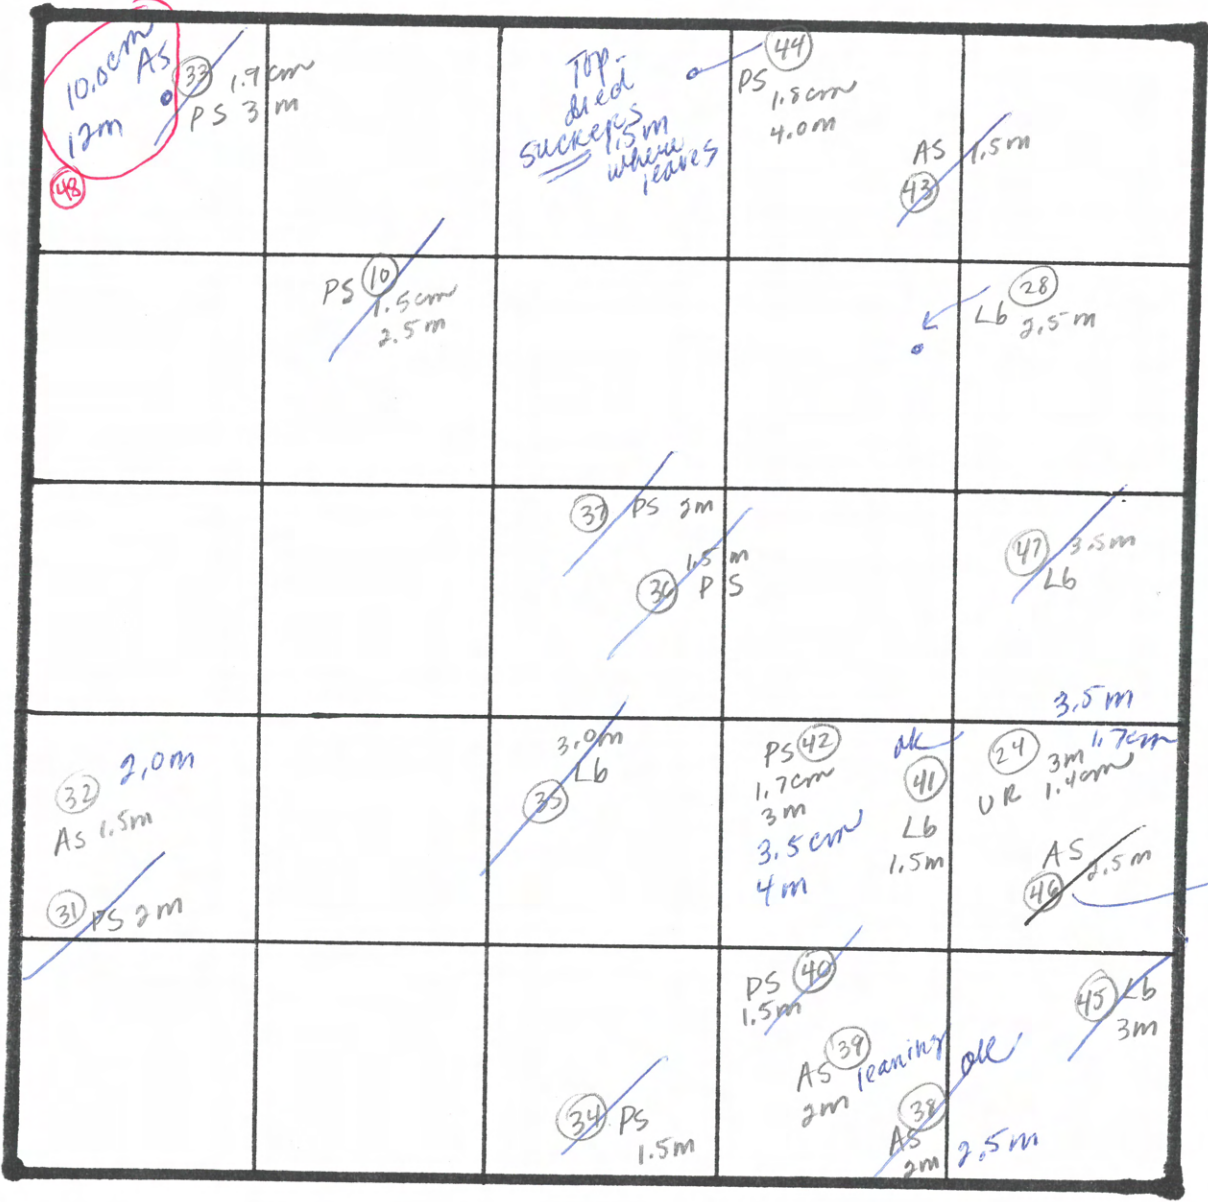 10.0cm AS
12m
48
33 1.9cm
PS 3m
Top
died
suckers
1.5m
where
leaves
44
PS
1.8cm
4.0m
AS 1.5m
43
PS 10
1.5cm
2.5m
28
Lb 2.5m
37 PS 2m
1.5m
36 PS
47 3.5m
Lb
2.0m
32
As 1.5m
31 PS 2m
3.0m
Lb
35
PS 42
1.7cm
3m
3.5cm
4m
ok
41
Lb
1.5m
3.5m
1.7cm
24 3m
UR 1.4cm
AS 2.5m
46
PS 40
1.5m
AS 39 leaning ok
2m
38
AS
2m 2.5m
45 Lb
3m
34 PS
1.5m